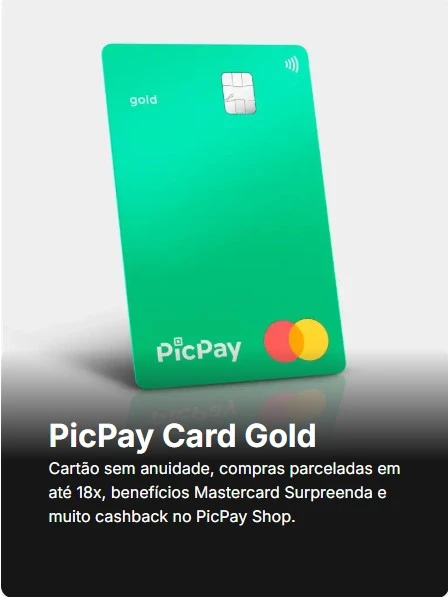 gold
PicPay
PicPay Card Gold
Cartão sem anuidade, compras parceladas em
até 18x, benefícios Mastercard Surpreenda e
muito cashback no PicPay Shop.